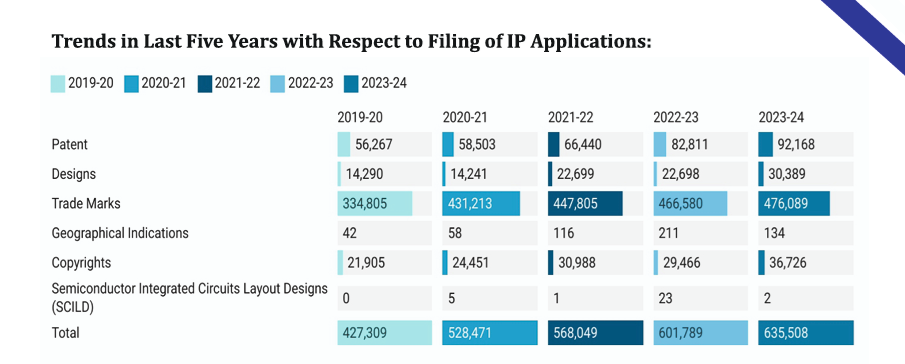 Trends in Last Five Years with Respect to Filing of IP Applications:
2019-20 2020-21 2021-22 2022-23 2023-24
2019-20 2020-21 2021-22 2022-23 2023-24
Patent 56,267 58,503 66,440 82,811 92,168
Designs 14,290 14,241 22,699 22,698 30,389
Trade Marks 334,805 431,213 447,805 466,580 476,089
Geographical Indications 42 58 116 211 134
Copyrights 21,905 24,451 30,988 29,466 36,726
Semiconductor Integrated Circuits Layout Designs
(SCILD) 0 5 1 23 2
Total 427,309 528,471 568,049 601,789 635,508